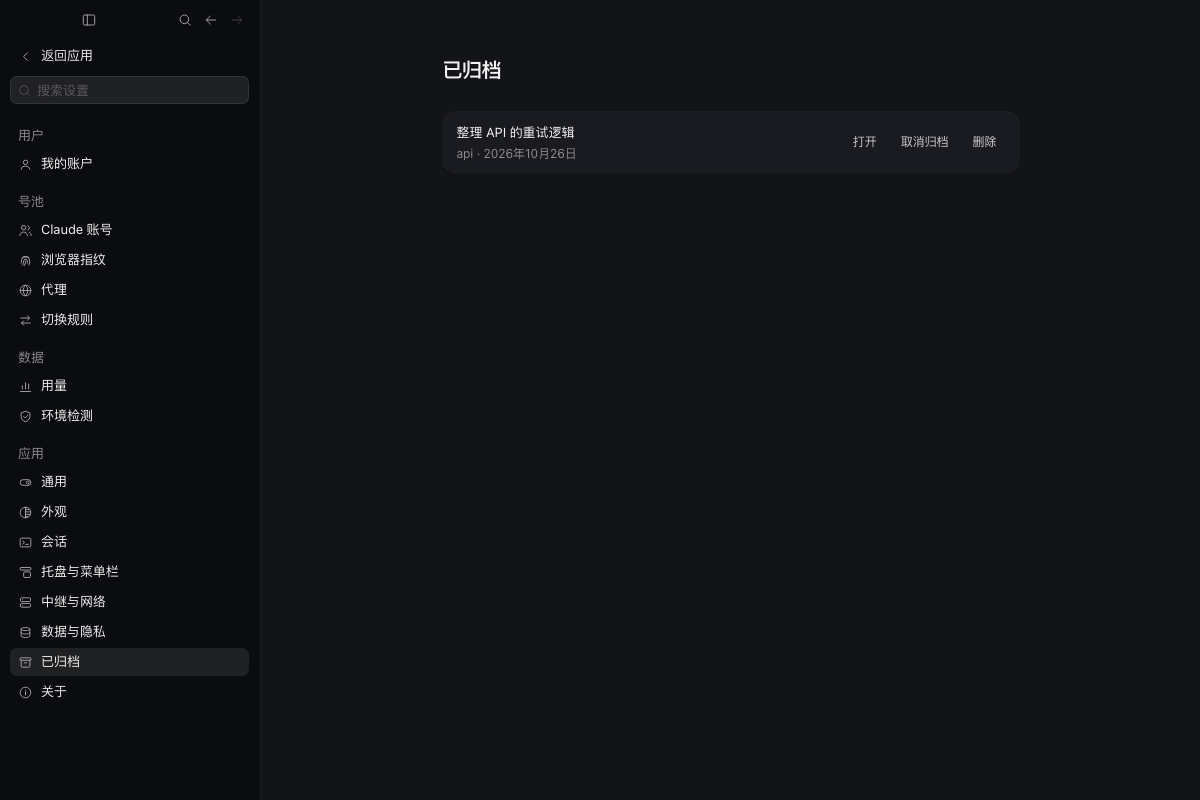 返回应用
搜索设置
用户
我的账户
号池
Claude 账号
浏览器指纹
代理
切换规则
数据
用量
环境检测
应用
通用
外观
会话
托盘与菜单栏
中继与网络
数据与隐私
已归档
关于
已归档
整理 API 的重试逻辑
api · 2026年10月26日
打开 取消归档 删除